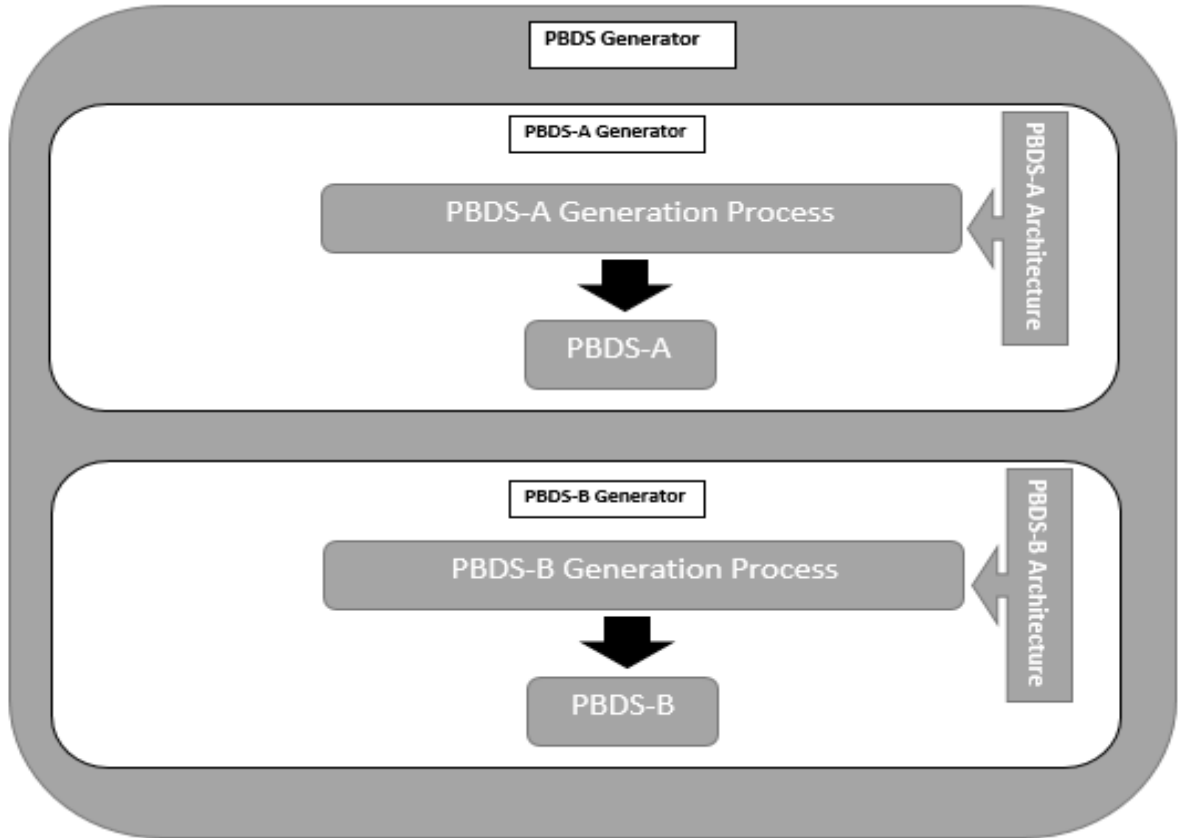 PBDS Generator
PBDS-A Generator
PBDS-A Generation Process
PBDS-A Architecture
PBDS-A
PBDS-B Generator
PBDS-B Generation Process
PBDS-B Architecture
PBDS-B